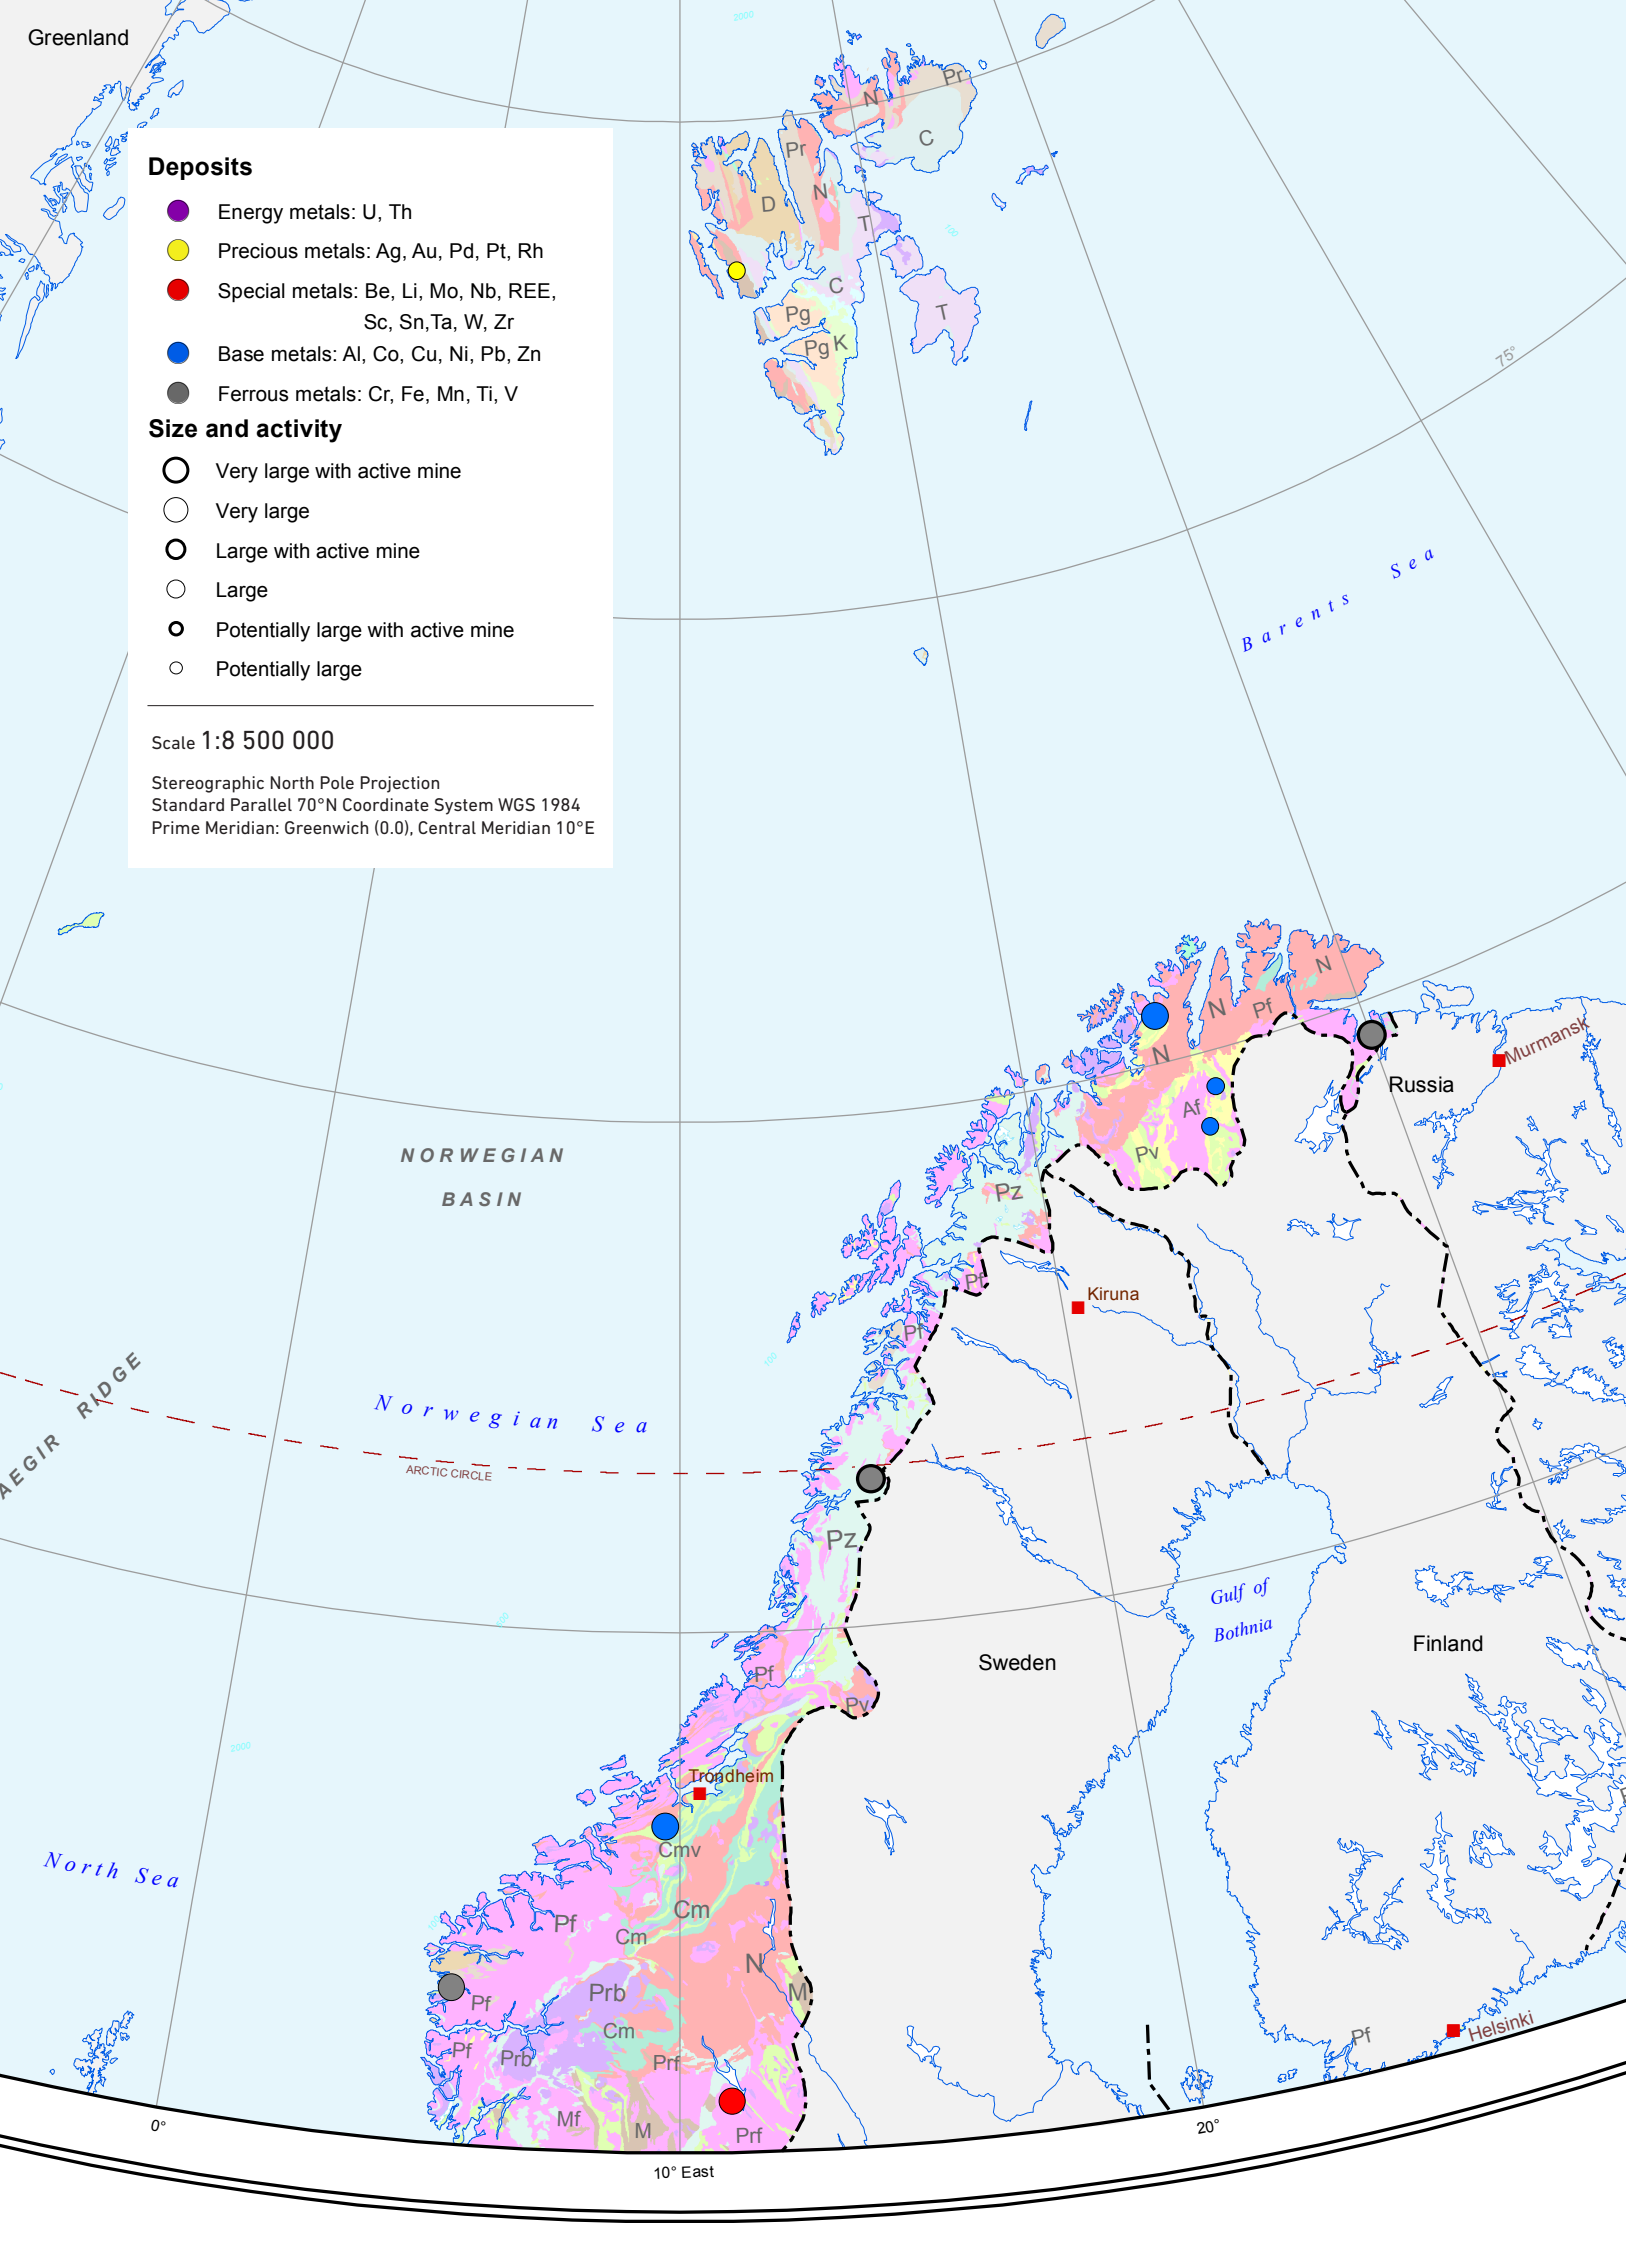 2000
Greenland
Pr
N
C
Deposits
Energy metals: U, Th
Precious metals: Ag, Au, Pd, Pt, Rh
Special metals: Be, Li, Mo, Nb, REE,
Sc, Sn,Ta, W, Zr
Base metals: Al, Co, Cu, Ni, Pb, Zn
Ferrous metals: Cr, Fe, Mn, Ti, V
Size and activity
Very large with active mine
Very large
Large with active mine
Large
Potentially large with active mine
Potentially large
Scale 1:8 500 000
Stereographic North Pole Projection
Standard Parallel 70°N Coordinate System WGS 1984
Prime Meridian: Greenwich (0.0), Central Meridian 10°E
Pr
N
D
T
100
C
T
Pg
Pg K
75°
Barents Sea
N
N
Pf
N
Murmansk
Russia
Af
Pv
NORWEGIAN
BASIN
Pz
Pf
Kiruna
Pf
100
AEGIR RIDGE
Norwegian Sea
ARCTIC CIRCLE
Pz
Gulf of
Bothnia
Finland
Sweden
Pf
Pv
2000
Trondheim
Cmv
North Sea
Cm
Pf
Cm
N
M
Prb
Pf
Cm
Pf
Prb
Prf
Pf
Helsinki
Mf
M
Prf
0°
20°
10° East